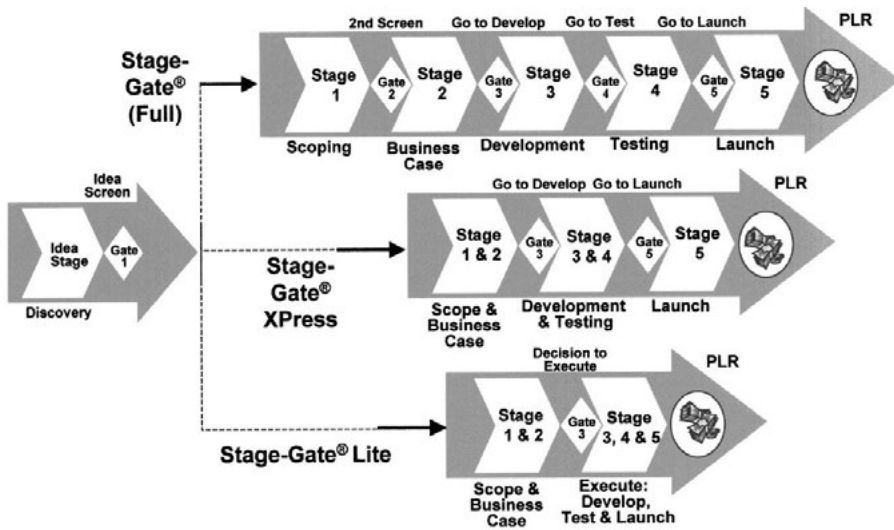 2nd Screen Go to Develop Go to Test Go to Launch PLR
Stage-
Gate®
(Full)
Stage
1
Gate
2
Stage
2
Gate
3
Stage
3
Gate
4
Stage
4
Gate
5
Stage
5
Scoping
Business
Case
Development
Testing
Launch
Idea
Screen
Idea
Stage
Gate
1
Discovery
Stage-
Gate®
XPress
Go to Develop Go to Launch PLR
Stage
1 & 2
Gate
3
Stage
3 & 4
Gate
5
Stage
5
Scope &
Business
Case
Development
& Testing
Launch
Stage-Gate® Lite
Decision to
Execute
PLR
Stage
1 & 2
Gate
3
Stage
3, 4 & 5
Scope &
Business
Case
Execute:
Develop,
Test & Launch